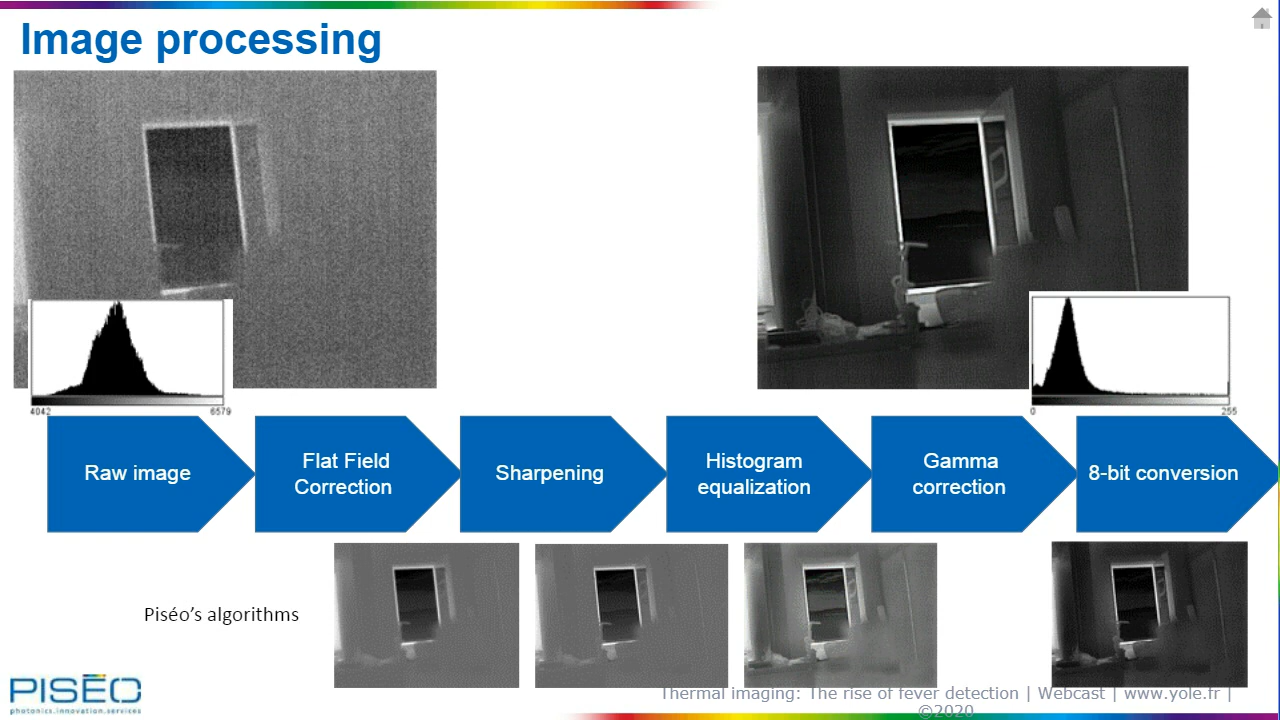 Image processing
4042 6579
0 255
Raw image
Flat Field
Correction
Sharpening
Histogram
equalization
Gamma
correction
8-bit conversion
Piséo’s algorithms
PISEO
photonics.innovation.services
Thermal imaging: The rise of fever detection | Webcast | www.yole.fr |
©2020